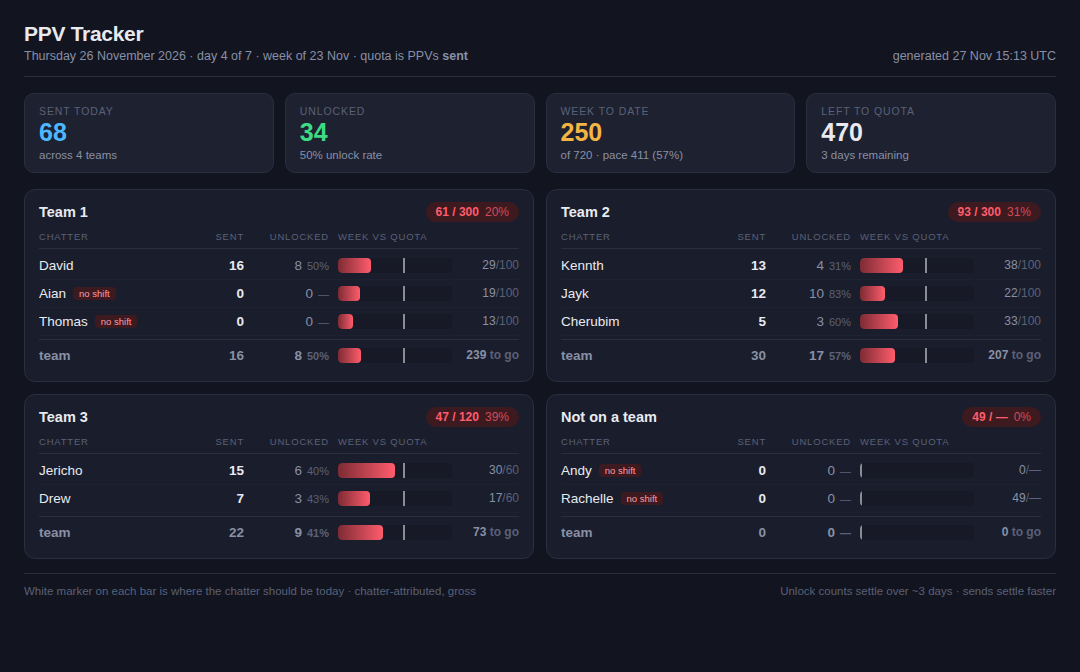 PPV Tracker
Thursday 26 November 2026 · day 4 of 7 · week of 23 Nov · quota is PPVs sent
generated 27 Nov 15:13 UTC
SENT TODAY
68
across 4 teams
UNLOCKED
34
50% unlock rate
WEEK TO DATE
250
of 720 · pace 411 (57%)
LEFT TO QUOTA
470
3 days remaining
Team 1 61 / 300 20%
CHATTER SENT UNLOCKED WEEK VS QUOTA
David 16 8 50% 29/100
Aian no shift 0 0 — 19/100
Thomas no shift 0 0 — 13/100
team 16 8 50% 239 to go
Team 2 93 / 300 31%
CHATTER SENT UNLOCKED WEEK VS QUOTA
Kennth 13 4 31% 38/100
Jayk 12 10 83% 22/100
Cherubim 5 3 60% 33/100
team 30 17 57% 207 to go
Team 3 47 / 120 39%
CHATTER SENT UNLOCKED WEEK VS QUOTA
Jericho 15 6 40% 30/60
Drew 7 3 43% 17/60
team 22 9 41% 73 to go
Not on a team 49 / — 0%
CHATTER SENT UNLOCKED WEEK VS QUOTA
Andy no shift 0 0 — 0/—
Rachelle no shift 0 0 — 49/—
team 0 0 — 0 to go
White marker on each bar is where the chatter should be today · chatter-attributed, gross
Unlock counts settle over ~3 days · sends settle faster